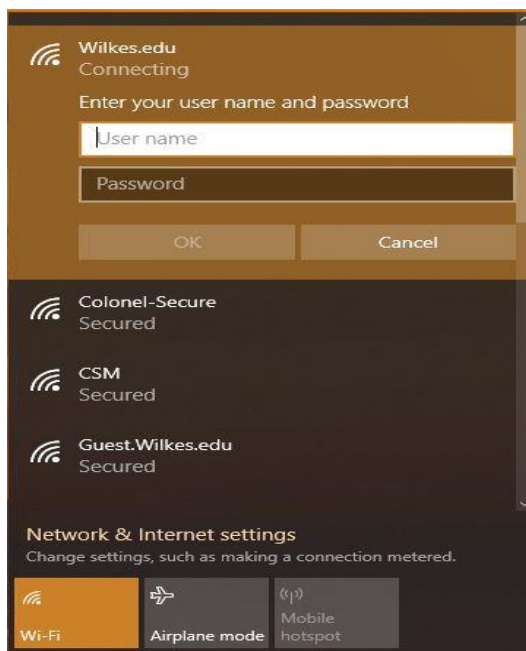 Wilkes.edu
Connecting
Enter your user name and password
User name
Password
OK Cancel
Colonel-Secure
Secured
CSM
Secured
Guest.Wilkes.edu
Secured
Network & Internet settings
Change settings, such as making a connection metered.
Wi-Fi
Airplane mode
Mobile
hotspot